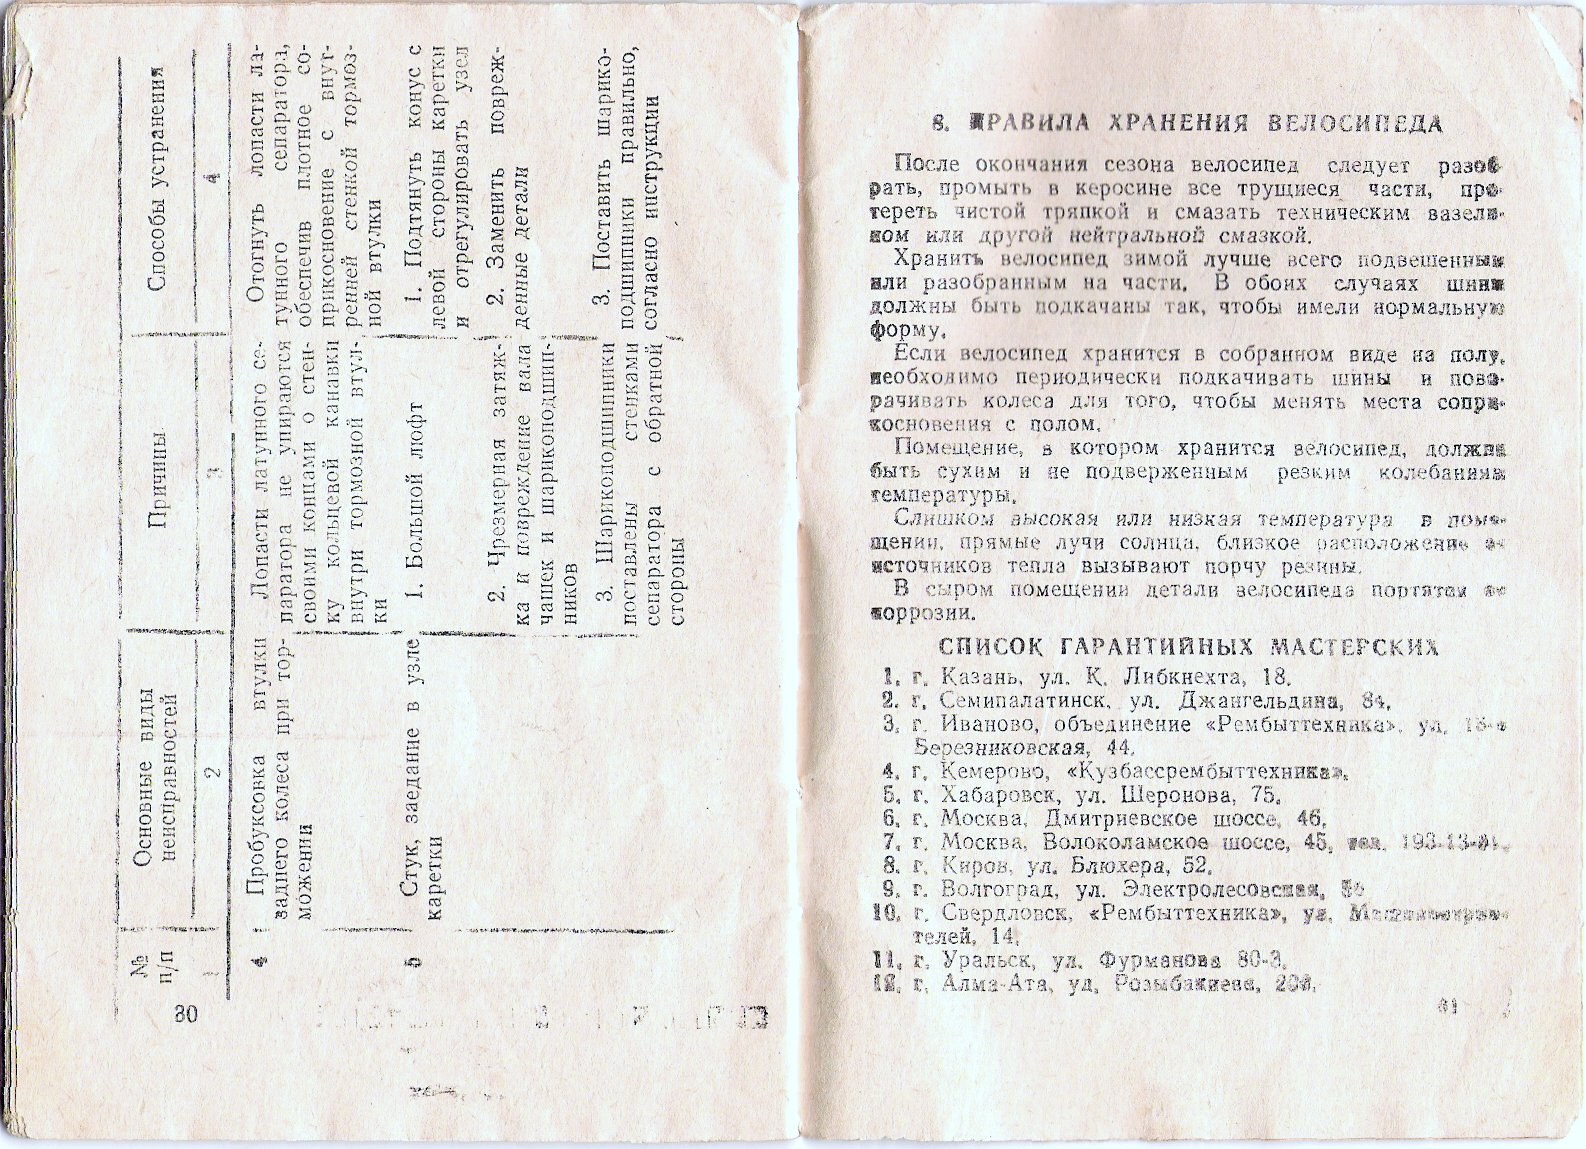 №
п/п
Основные виды
неисправностей
Причины
Способы устранения
1
2
3
4
4
Пробуксовка втулки
заднего колеса при тор-
можении
Лопасти латунного се-
паратора не упираются
своими концами о стен-
ку кольцевой канавки
внутри тормозной втул-
ки
Отогнуть лопасти ла-
тунного сепаратора,
обеспечив плотное со-
прикосновение с внут-
ренней стенкой тормоз-
ной втулки
5
Стук, заедание в узле
каретки
1. Большой люфт
1. Подтянуть конус с
левой стороны каретки
и отрегулировать узел
2. Чрезмерная затяж-
ка и повреждение вала
чашек и шарикоподшип-
ников
2. Заменить повреж-
денные детали
3. Шарикоподшипники
поставлены стенками
сепаратора с обратной
стороны
3. Поставить шарико-
подшипники правильно,
согласно инструкции
30
8. ПРАВИЛА ХРАНЕНИЯ ВЕЛОСИПЕДА
После окончания сезона велосипед следует разоб-
рать, промыть в керосине все трущиеся части, про-
тереть чистой тряпкой и смазать техническим вазели-
ном или другой нейтральной смазкой.
Хранить велосипед зимой лучше всего подвешенным
или разобранным на части. В обоих случаях шины
должны быть подкачаны так, чтобы имели нормальную
форму.
Если велосипед хранится в собранном виде на полу,
необходимо периодически подкачивать шины и пово-
рачивать колеса для того, чтобы менять места сопри-
косновения с полом.
Помещение, в котором хранится велосипед, должно
быть сухим и не подверженным резким колебаниям
температуры.
Слишком высокая или низкая температура в поме-
щении, прямые лучи солнца, близкое расположение от
источников тепла вызывают порчу резины.
В сыром помещении детали велосипеда портятся от
коррозии.
СПИСОК ГАРАНТИЙНЫХ МАСТЕРСКИХ
1. г. Казань, ул. К. Либкнехта, 18.
2. г. Семипалатинск, ул. Джангельдина, 84.
3. г. Иваново, объединение «Рембыттехника», ул.
Березниковская, 44.
4. г. Кемерово, «Кузбассрембыттехника».
5. г. Хабаровск, ул. Шеронова, 75.
6. г. Москва, Дмитриевское шоссе, 46.
7. г. Москва, Волоколамское шоссе, 45, тел.
8. г. Киров, ул. Блюхера, 52.
9. г. Волгоград, ул. Электролесовская,
10. г. Свердловск, «Рембыттехника», ул.
телей, 14.
11. г. Уральск, ул. Фурманова 80-3.
12. г. Алма-Ата, ул. Розыбакиева,
31